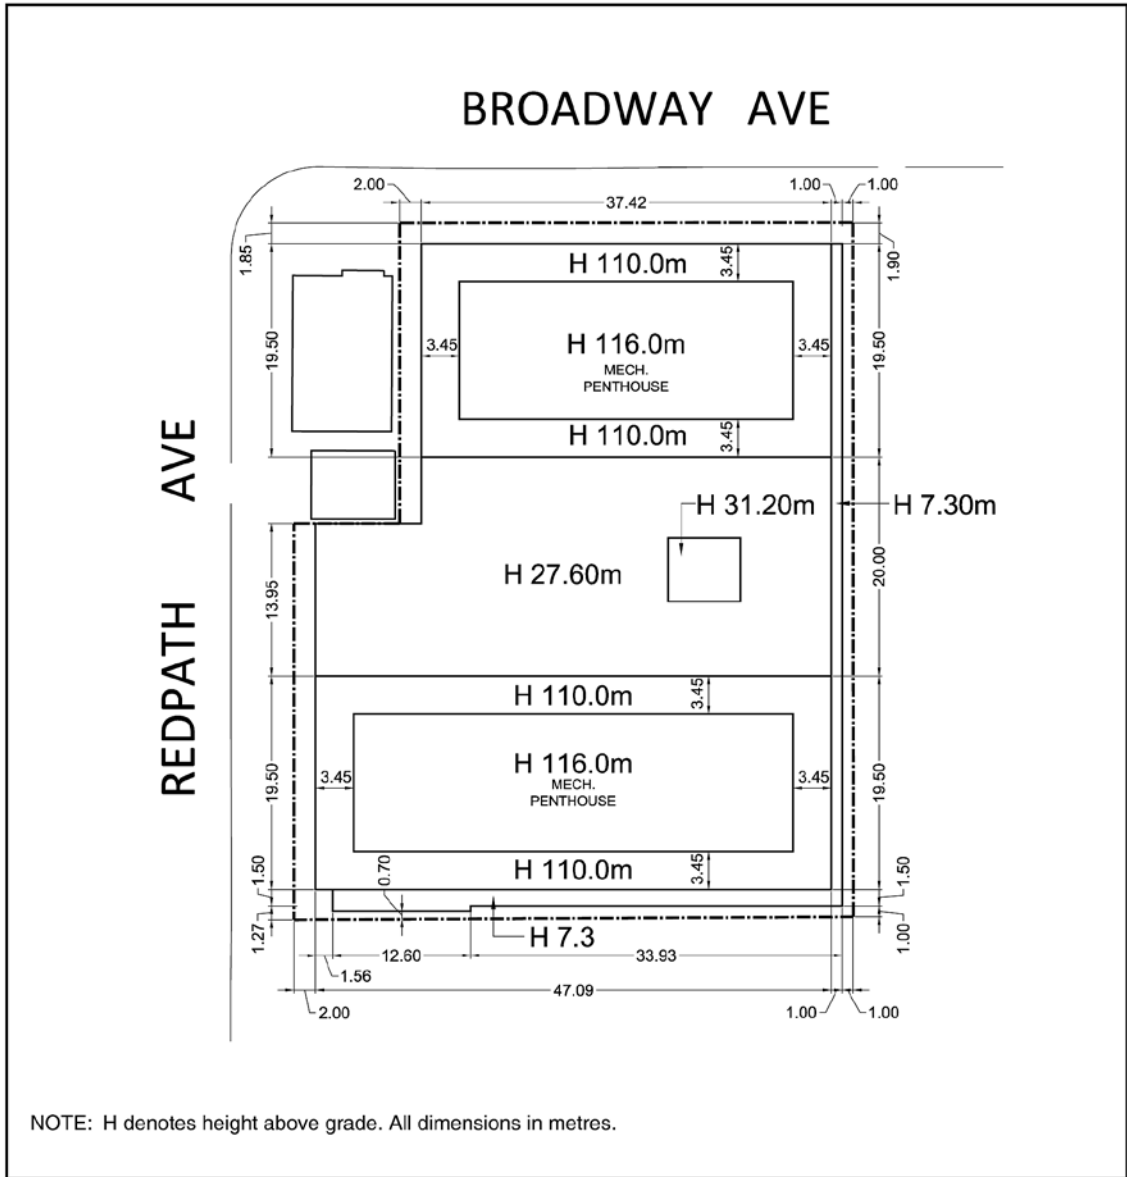 BROADWAY AVE
2.00
37.42
1.00
1.00
1.85
1.90
H 110.0m
3.45
19.50
3.45
H 116.0m
MECH.
PENTHOUSE
3.45
19.50
H 110.0m
3.45
REDPATH AVE
H 31.20m
H 7.30m
13.95
H 27.60m
20.00
H 110.0m
3.45
19.50
3.45
H 116.0m
MECH.
PENTHOUSE
3.45
19.50
H 110.0m
3.45
0.70
1.50
1.50
1.27
1.00
H 7.3
12.60
33.93
1.56
47.09
2.00
1.00
1.00
NOTE: H denotes height above grade. All dimensions in metres.